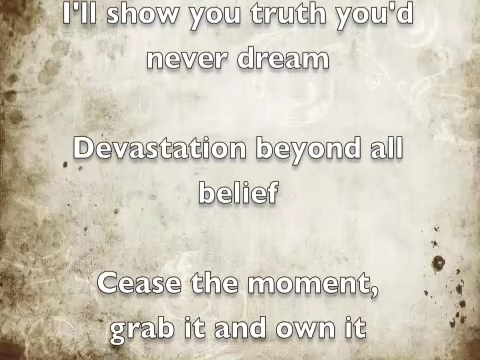 I'll show you truth you'd
never dream
Devastation beyond all
belief
Cease the moment,
grab it and own it